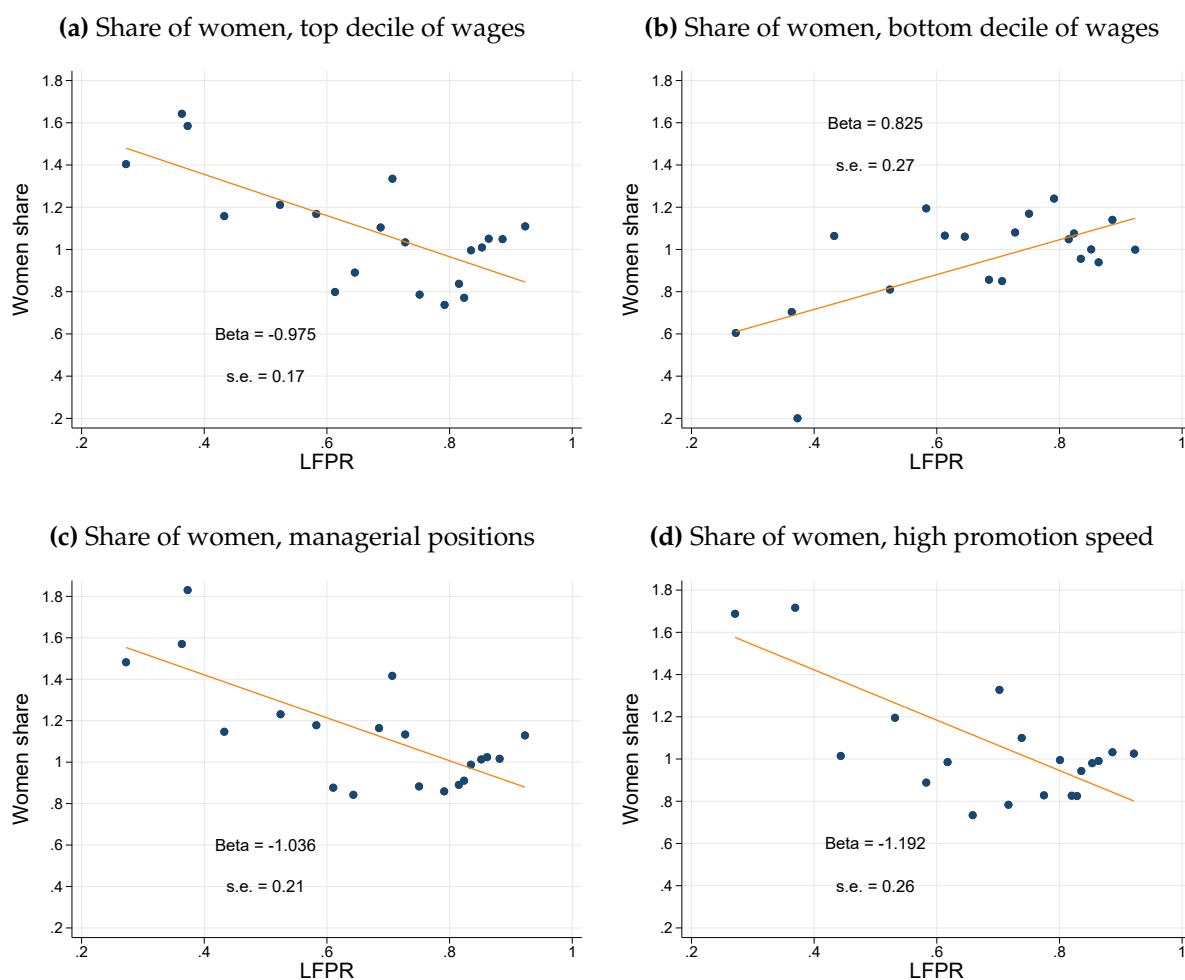 (a) Share of women, top decile of wages
Women share
1.8
1.6
1.4
1.2
1
.8
.6
.4
.2
Beta = -0.975
s.e. = 0.17
.2 .4 .6 .8 1
LFPR
(b) Share of women, bottom decile of wages
Women share
1.8
1.6
1.4
1.2
1
.8
.6
.4
.2
Beta = 0.825
s.e. = 0.27
.2 .4 .6 .8 1
LFPR
(c) Share of women, managerial positions
Women share
1.8
1.6
1.4
1.2
1
.8
.6
.4
.2
Beta = -1.036
s.e. = 0.21
.2 .4 .6 .8 1
LFPR
(d) Share of women, high promotion speed
Women share
1.8
1.6
1.4
1.2
1
.8
.6
.4
.2
Beta = -1.192
s.e. = 0.26
.2 .4 .6 .8 1
LFPR